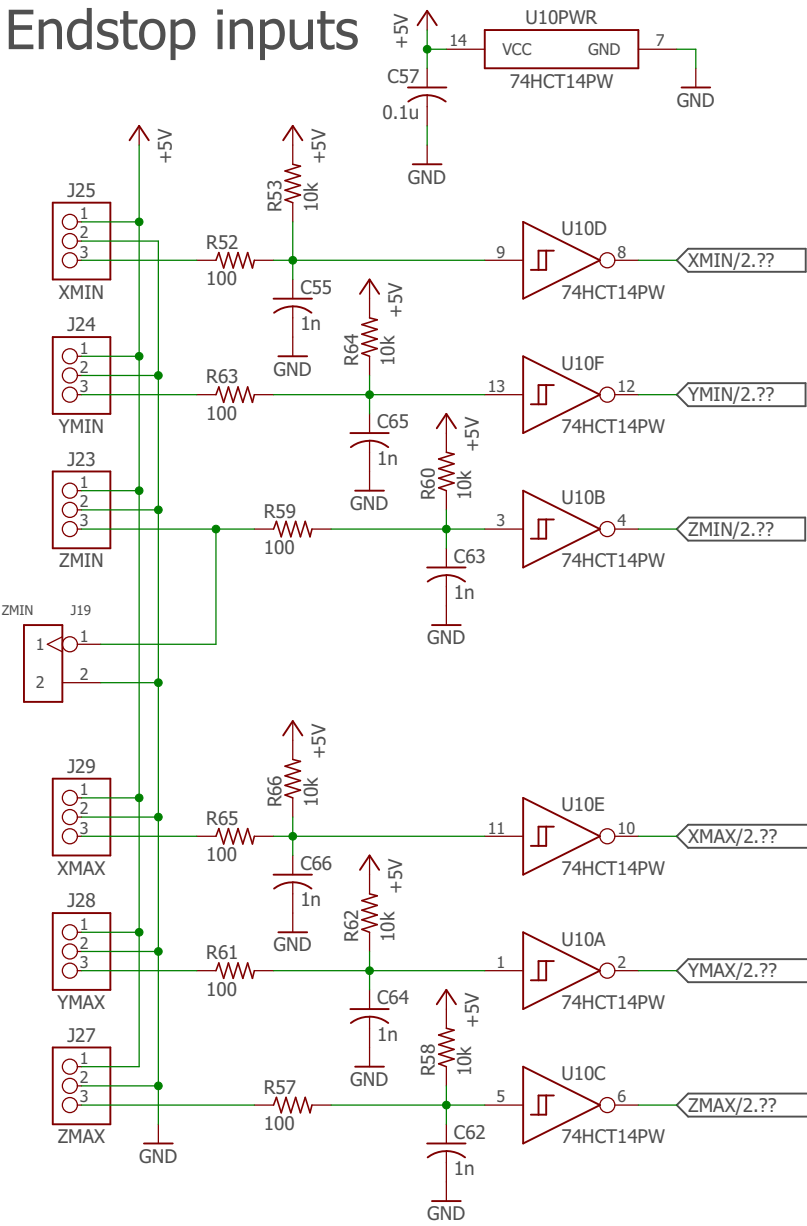 Endstop inputs
+5V
U10PWR
14
VCC
GND
7
74HCT14PW
C57
0.1u
GND
GND
+5V
+5V
J25
1
2
3
XMIN
R52
100
R53
10k
C55
1n
GND
9
U10D
8
74HCT14PW
XMIN/2.??
J24
1
2
3
YMIN
R63
100
+5V
R64
10k
C65
1n
GND
13
U10F
12
74HCT14PW
YMIN/2.??
J23
1
2
3
ZMIN
R59
100
+5V
R60
10k
C63
1n
GND
3
U10B
4
74HCT14PW
ZMIN/2.??
ZMIN
J19
1
1
2
2
J29
1
2
3
XMAX
R65
100
+5V
R66
10k
C66
1n
GND
11
U10E
10
74HCT14PW
XMAX/2.??
J28
1
2
3
YMAX
R61
100
+5V
R62
10k
C64
1n
GND
1
U10A
2
74HCT14PW
YMAX/2.??
J27
1
2
3
ZMAX
GND
R57
100
+5V
R58
10k
C62
1n
GND
5
U10C
6
74HCT14PW
ZMAX/2.??